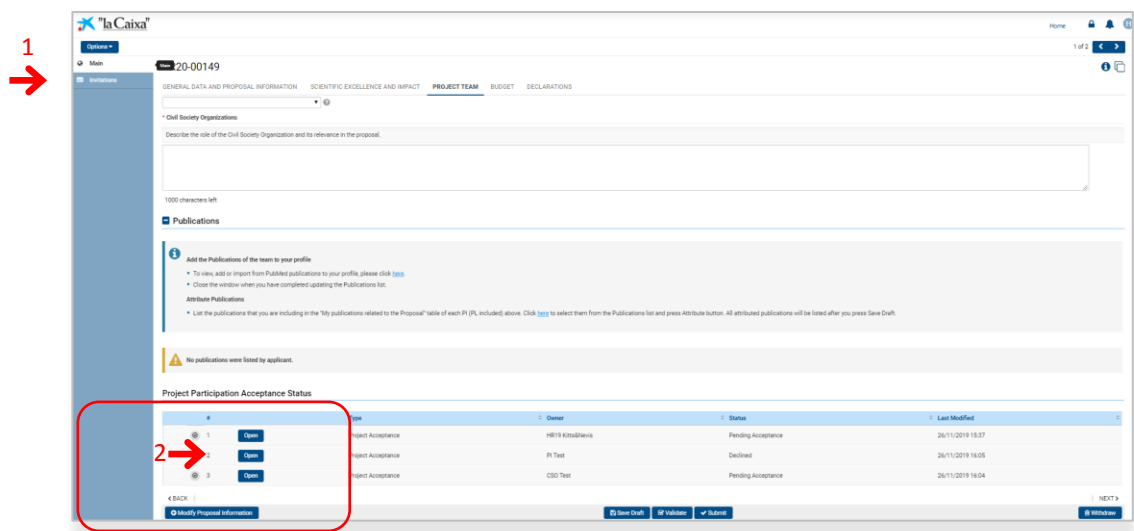 "la Caixa"
Home
H
1
Options
1 of 2
Main
Share
20-00149
Invitations
GENERAL DATA AND PROPOSAL INFORMATION SCIENTIFIC EXCELLENCE AND IMPACT PROJECT TEAM BUDGET DECLARATIONS
* Civil Society Organizations
Describe the role of the Civil Society Organization and its relevance in the proposal.
1000 characters left
Publications
Add the Publications of the team to your profile
To view, add or import from PubMed publications to your profile, please click here.
Close the window when you have completed updating the Publications list.
Attribute Publications
List the publications that you are including in the "My publications related to the Proposal" table of each PI (PL included) above. Click here to select them from the Publications list and press Attribute button. All attributed publications will be listed after you press Save Draft.
No publications were listed by applicant.
Project Participation Acceptance Status
# Type Owner Status Last Modified
1 Open Project Acceptance HR19 Kitts&Nevis Pending Acceptance 26/11/2019 15:37
2
2 Open Project Acceptance PI Test Declined 26/11/2019 16:05
3 Open Project Acceptance CSO Test Pending Acceptance 26/11/2019 16:04
BACK NEXT
Modify Proposal Information Save Draft Validate Submit Withdraw